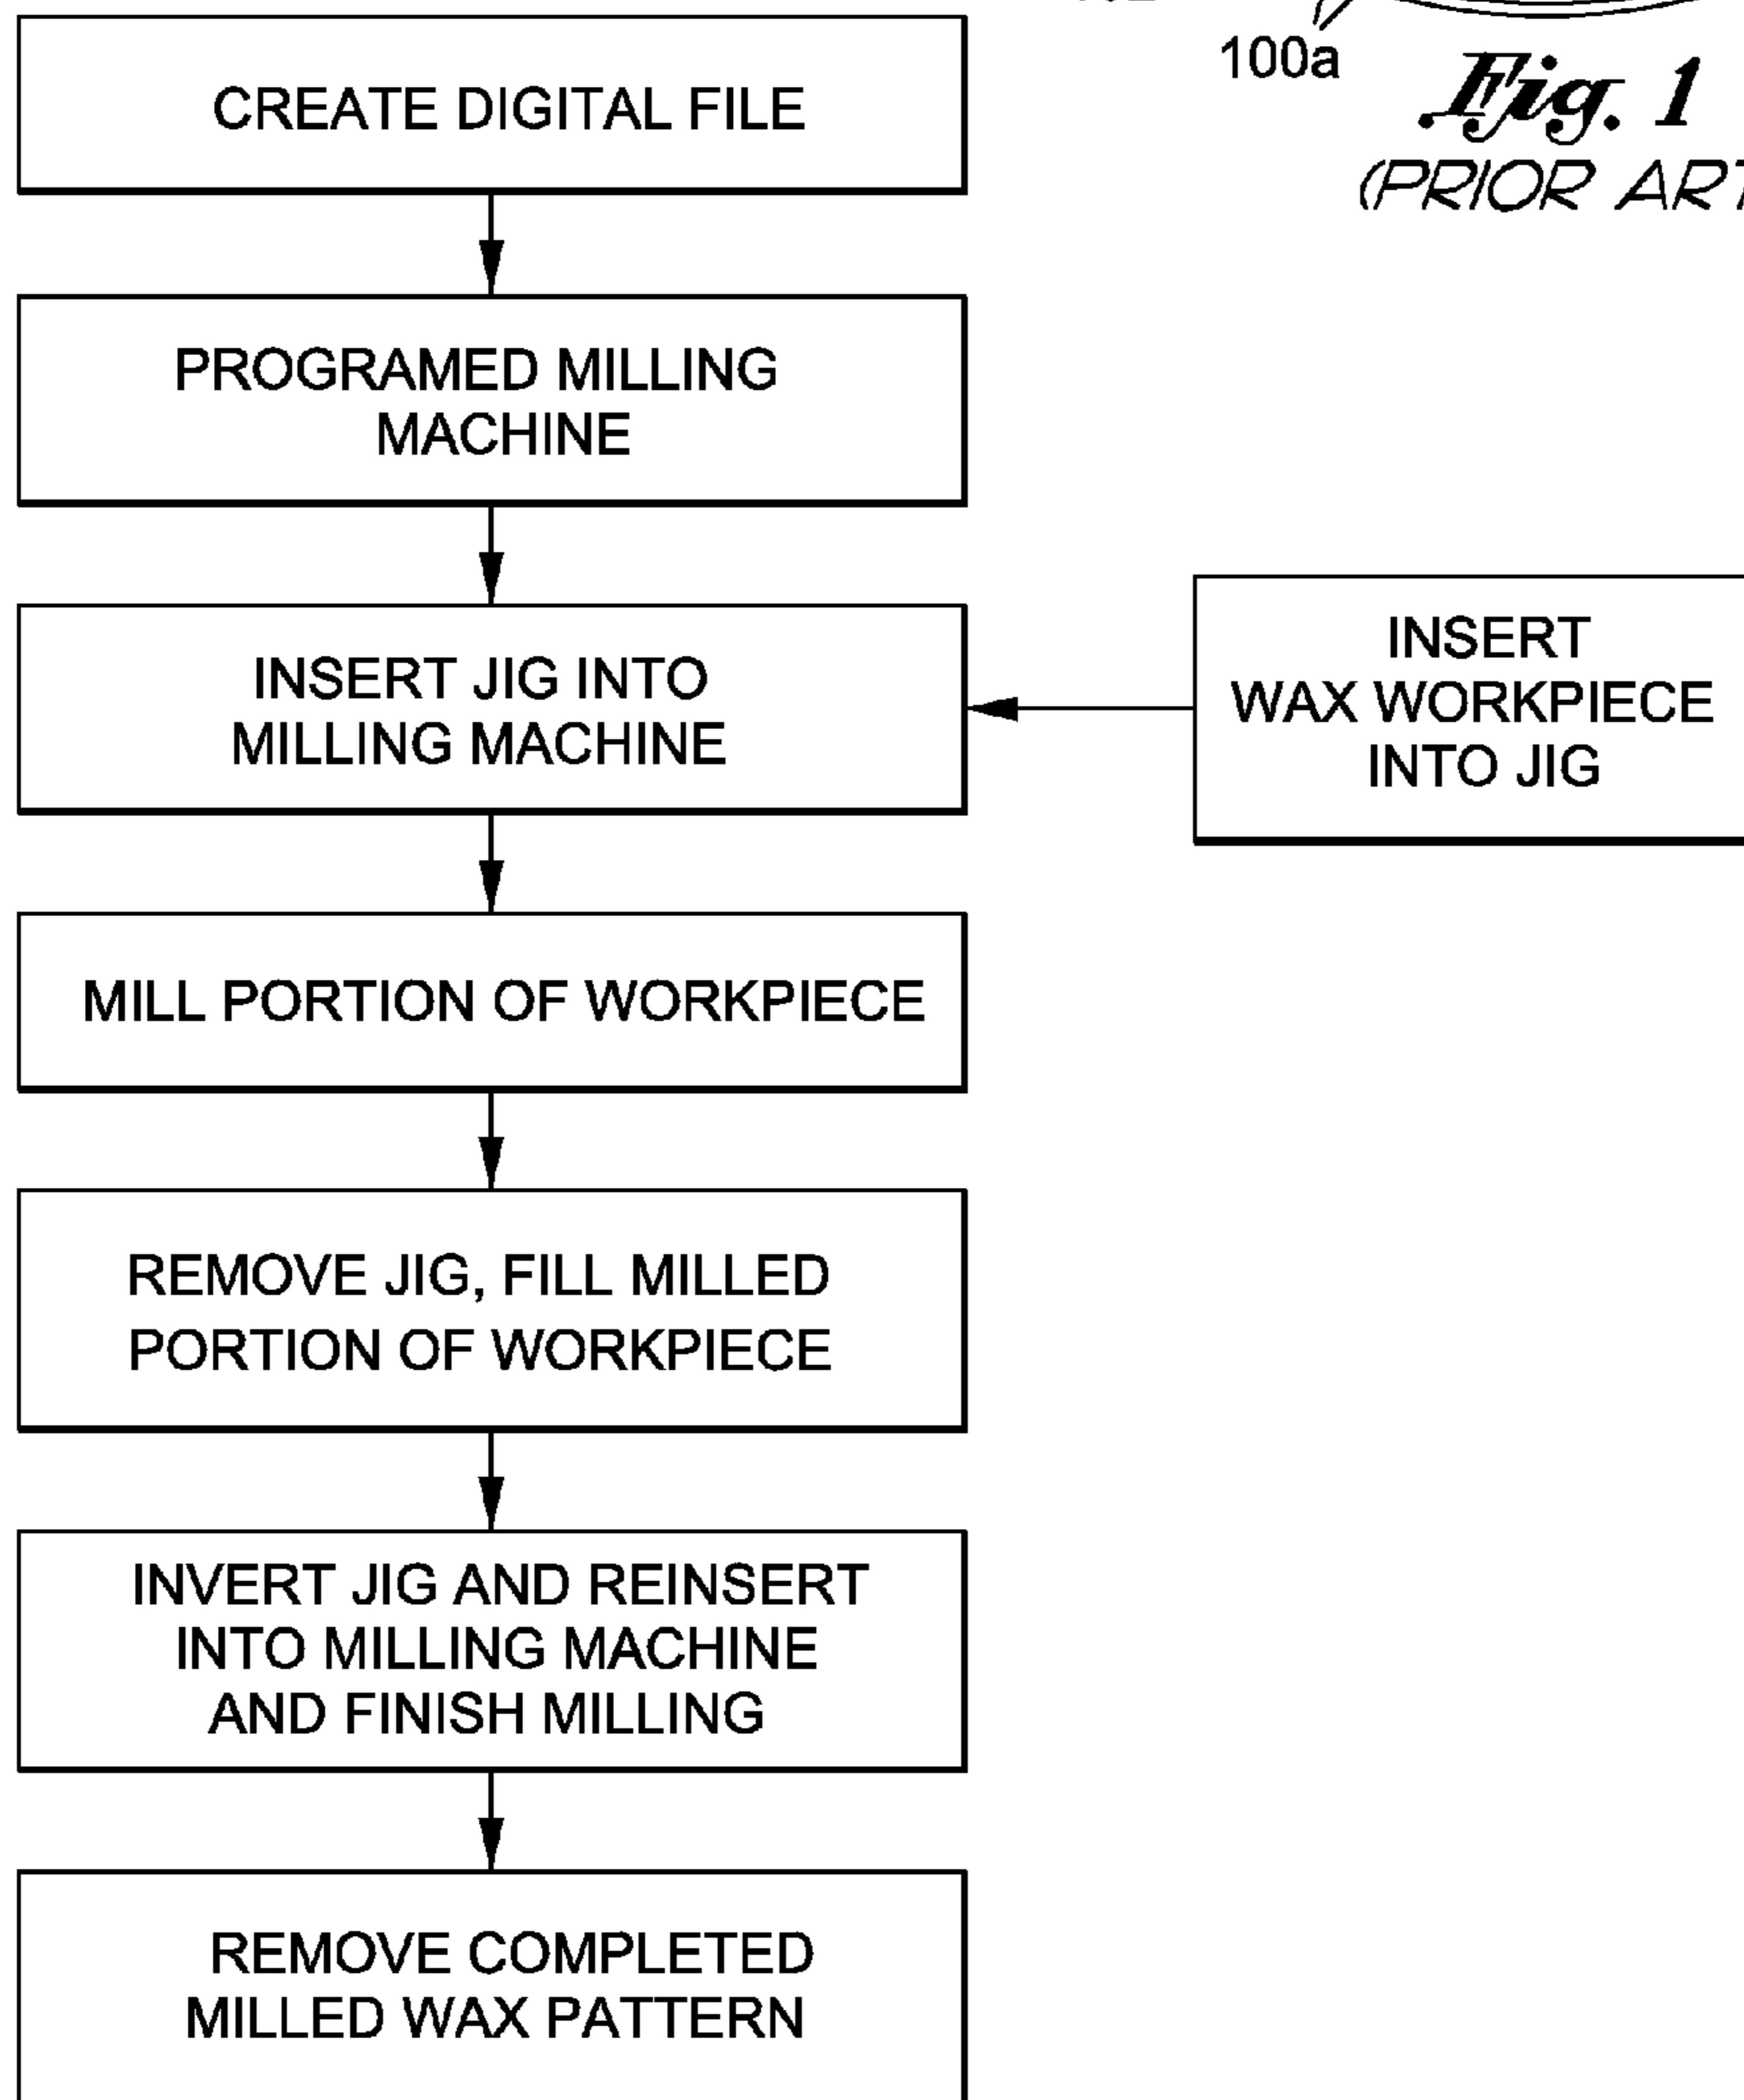 100a
Fig. 1
(PRIOR ART
CREATE DIGITAL FILE
PROGRAMED MILLING
MACHINE
INSERT JIG INTO
MILLING MACHINE
INSERT
WAX WORKPIECE
INTO JIG
MILL PORTION OF WORKPIECE
REMOVE JIG, FILL MILLED
PORTION OF WORKPIECE
INVERT JIG AND REINSERT
INTO MILLING MACHINE
AND FINISH MILLING
REMOVE COMPLETED
MILLED WAX PATTERN